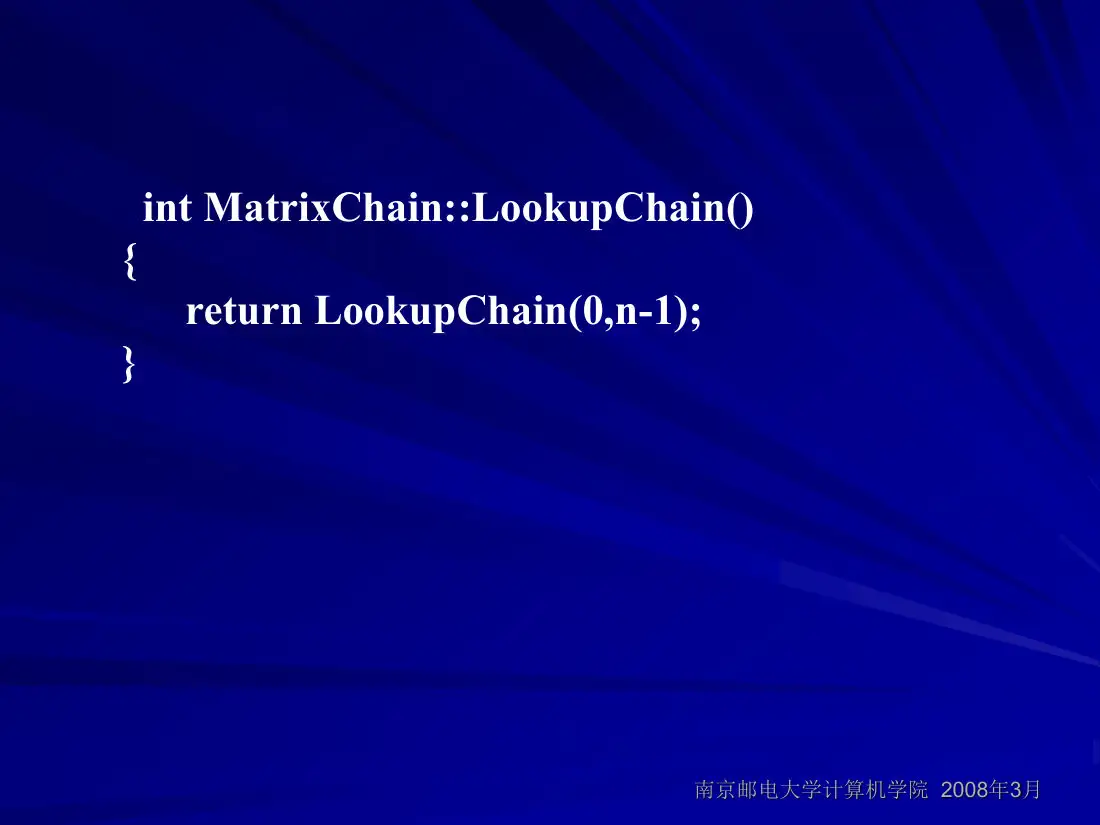 int MatrixChain::LookupChain()
{
return LookupChain(0,n-1);
}
南京邮电大学计算机学院 2008年3月